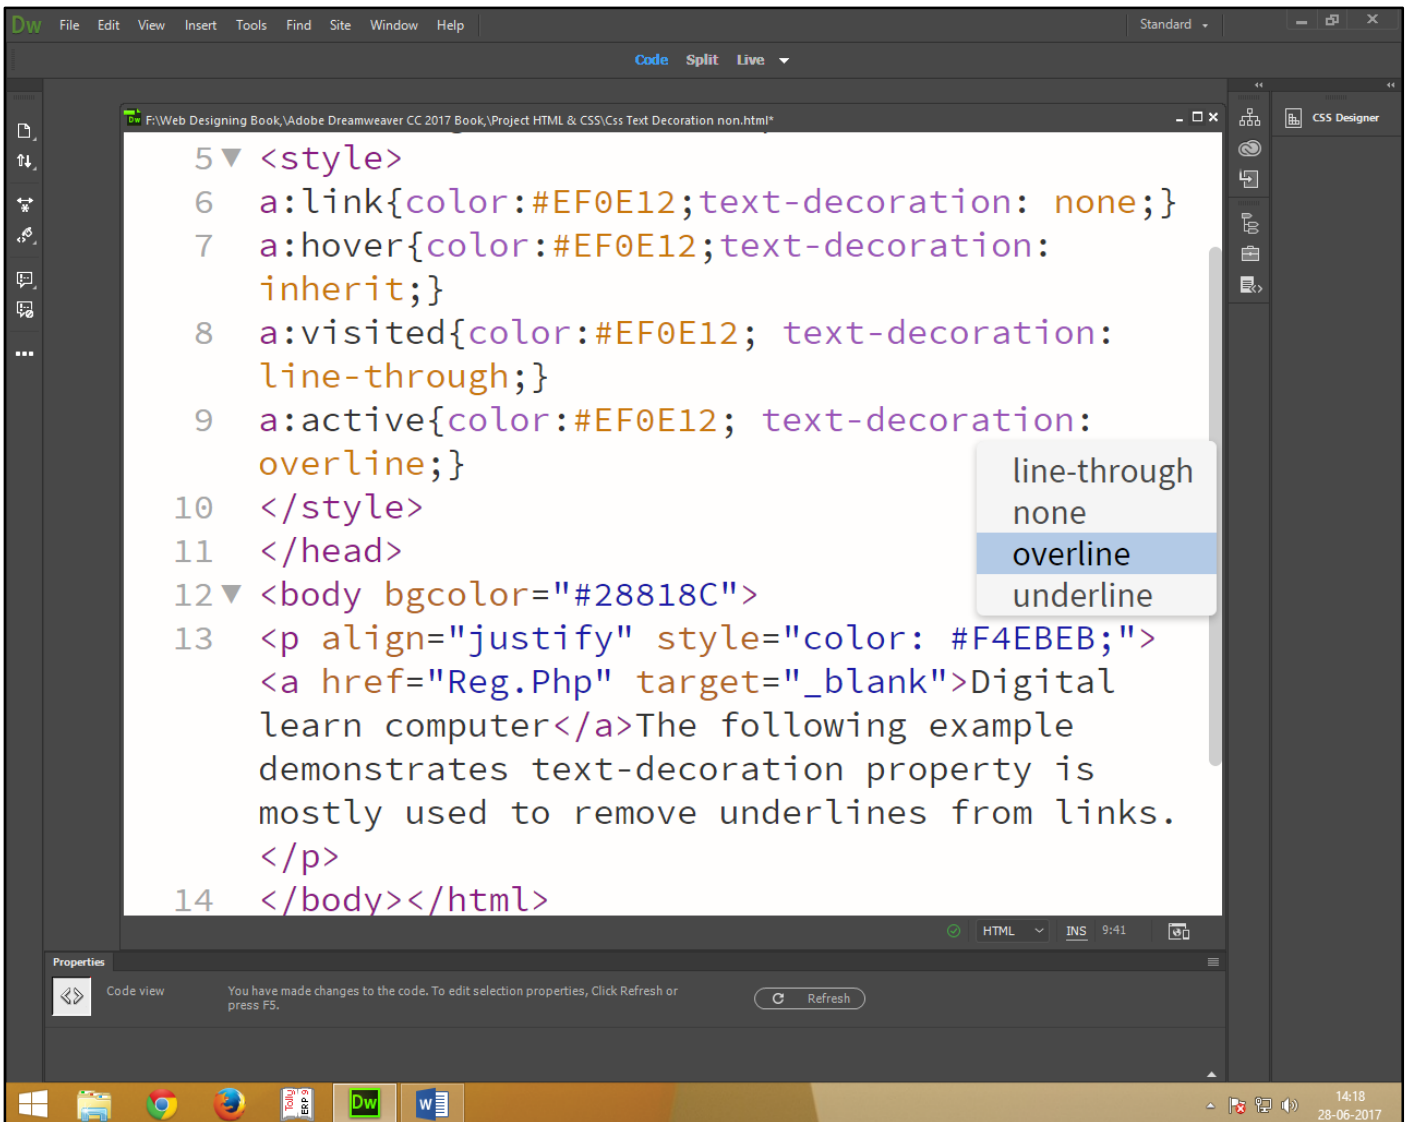 Dw File Edit View Insert Tools Find Site Window Help Standard
Code Split Live
CSS Designer
Dw F:\Web Designing Book,\Adobe Dreamweaver CC 2017 Book,\Project HTML & CSS\Css Text Decoration non.html*
5 <style>
6 a:link{color:#EF0E12;text-decoration: none;}
7 a:hover{color:#EF0E12;text-decoration:
inherit;}
8 a:visited{color:#EF0E12; text-decoration:
line-through;}
9 a:active{color:#EF0E12; text-decoration:
overline;}
line-through
none
overline
underline
10 </style>
11 </head>
12 <body bgcolor="#28818C">
13 <p align="justify" style="color: #F4EBEB;">
<a href="Reg.Php" target="_blank">Digital
learn computer</a>The following example
demonstrates text-decoration property is
mostly used to remove underlines from links.
</p>
14 </body></html>
HTML INS 9:41
Properties
Code view
You have made changes to the code. To edit selection properties, Click Refresh or
press F5.
Refresh
Tolly
ERP 9
Dw
W
14:18
28-06-2017